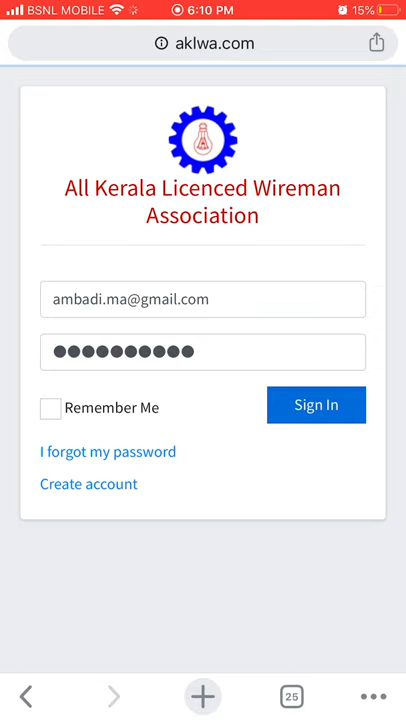 BSNL MOBILE 6:10 PM 15%
aklwa.com
All Kerala Licenced Wireman
Association
ambadi.ma@gmail.com
●●●●●●●●●●
Remember Me
Sign In
I forgot my password
Create account
25